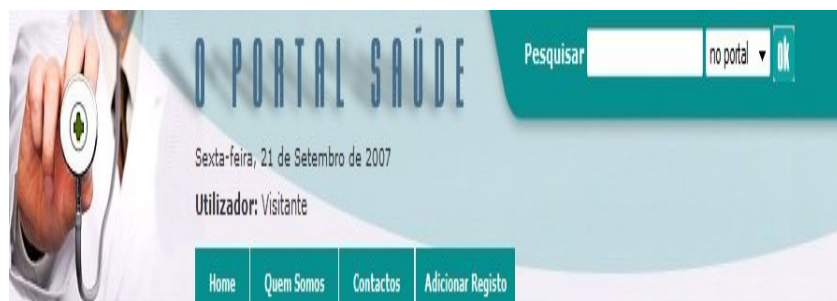 O PORTAL SAÚDE
Pesquisar no portal ok
Sexta-feira, 21 de Setembro de 2007
Utilizador: Visitante
Home Quem Somos Contactos Adicionar Registo